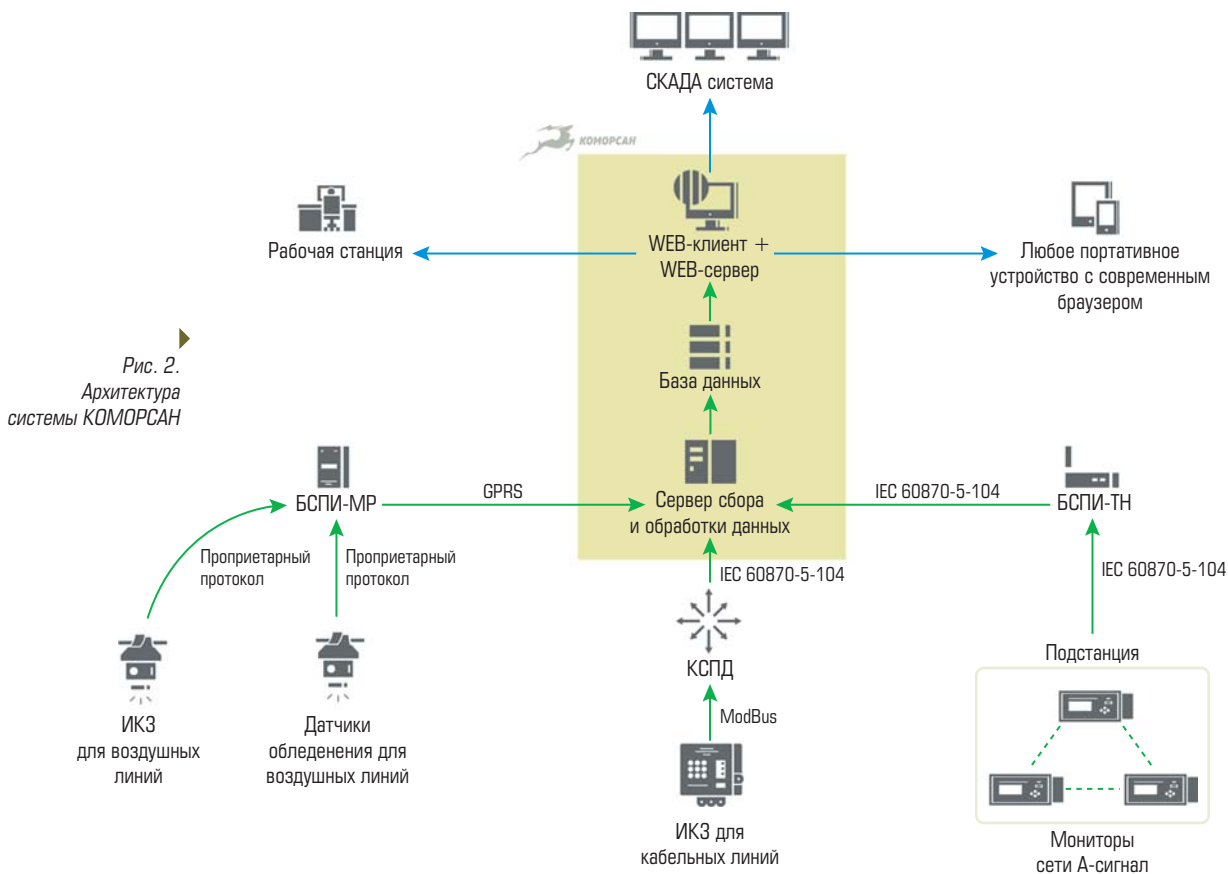 СКАДА система
КОМОРСАН
Рабочая станция
WEB-клиент +
WEB-сервер
Любое портативное
устройство с современным
браузером
Рис. 2.
Архитектура
системы КОМОРСАН
База данных
БСПИ-МР
GPRS
Сервер сбора
и обработки данных
IEC 60870-5-104
БСПИ-ТН
Проприетарный
протокол
Проприетарный
протокол
IEC 60870-5-104
IEC 60870-5-104
КСПД
Подстанция
ModBus
ИКЗ
для воздушных
линий
Датчики
обледенения для
воздушных линий
ИКЗ для
кабельных линий
Мониторы
сети А-сигнал